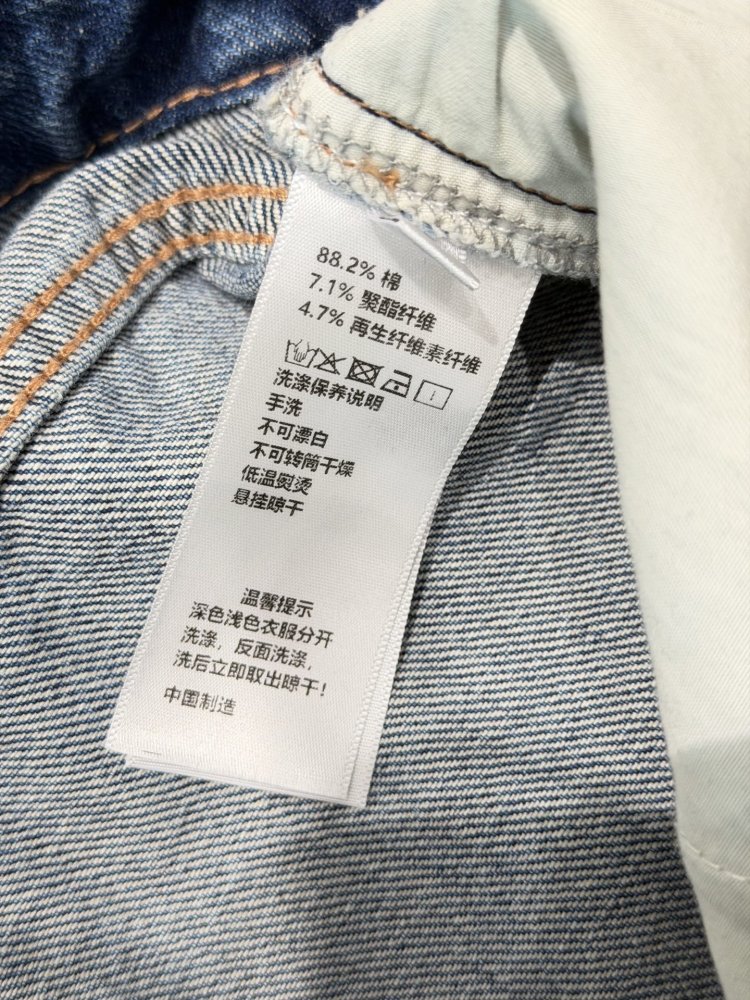 88.2% 棉
7.1% 聚酯纤维
4.7% 再生纤维素纤维
洗涤保养说明
手洗
不可漂白
不可转筒干燥
低温熨烫
悬挂晾干
温馨提示
深色浅色衣服分开
洗涤，反面洗涤，
洗后立即取出晾干！
中国制造